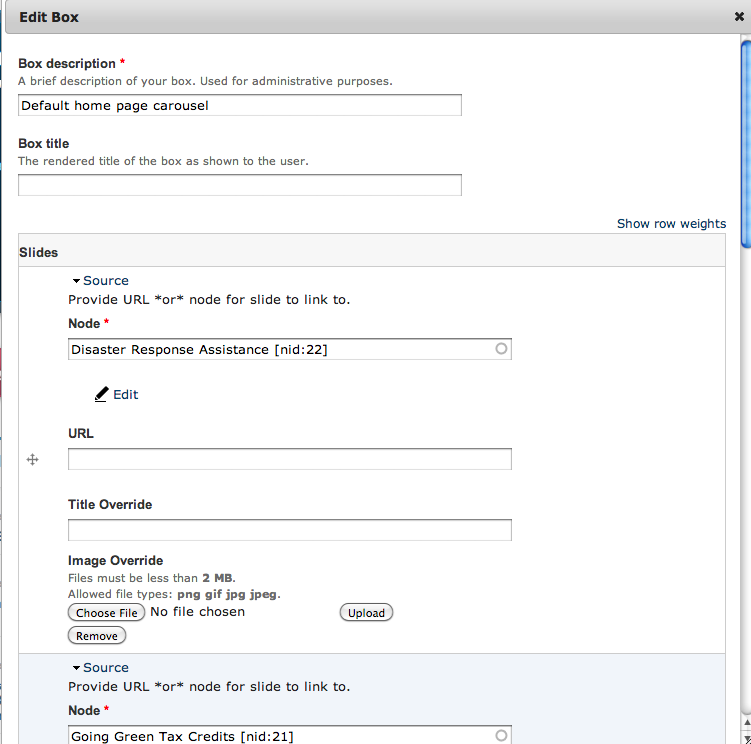 Edit Box
Box description *
A brief description of your box. Used for administrative purposes.
Default home page carousel
Box title
The rendered title of the box as shown to the user.
Show row weights
Slides
Source
Provide URL *or* node for slide to link to.
Node *
Disaster Response Assistance [nid:22]
Edit
URL
Title Override
Image Override
Files must be less than 2 MB.
Allowed file types: png gif jpg jpeg.
Choose File No file chosen Upload
Remove
Source
Provide URL *or* node for slide to link to.
Node *
Going Green Tax Credits [nid:21]